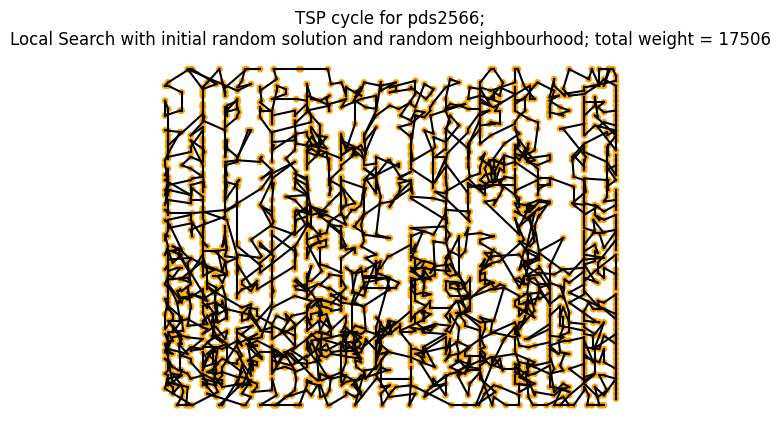 TSP cycle for pds2566;
Local Search with initial random solution and random neighbourhood; total weight = 17506